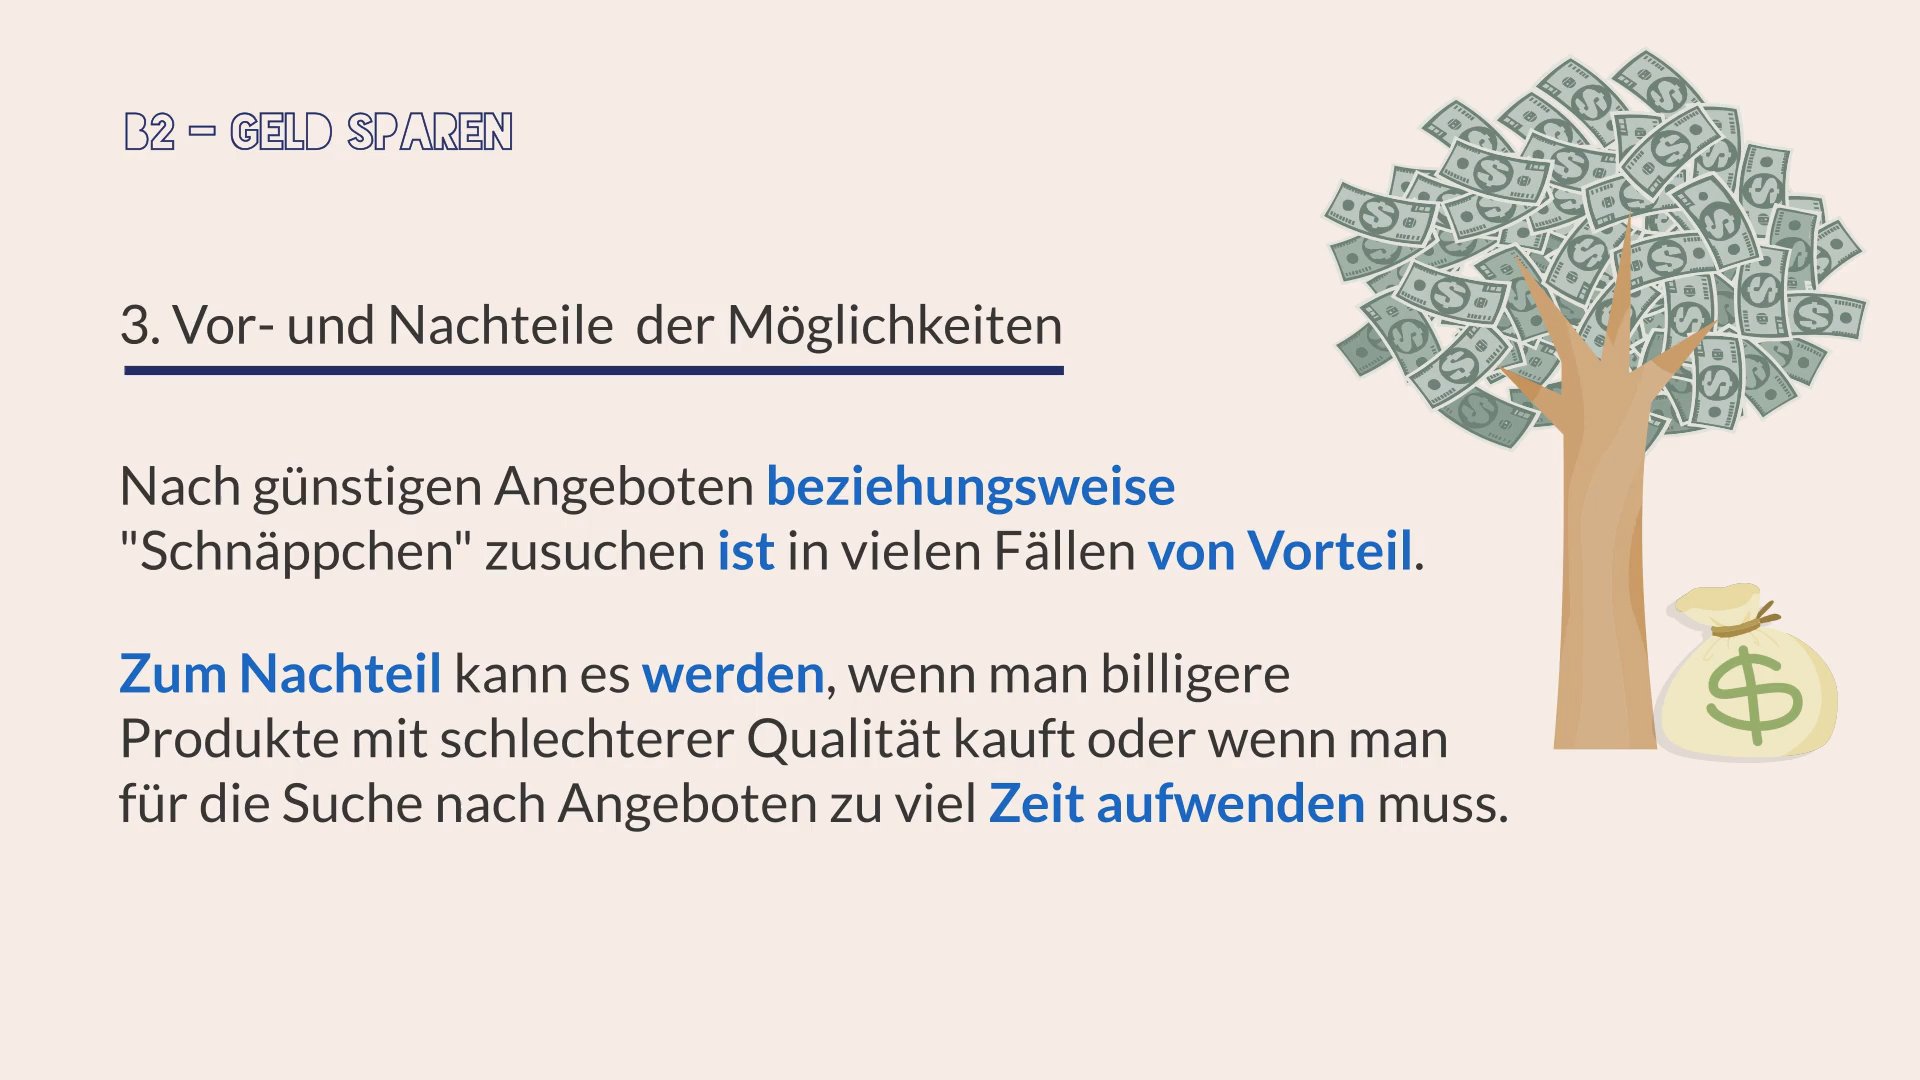 B2 – GELD SPAREN
3. Vor- und Nachteile  der Möglichkeiten
Nach günstigen Angeboten beziehungsweise
"Schnäppchen" zusuchen ist in vielen Fällen von Vorteil.
Zum Nachteil kann es werden, wenn man billigere
Produkte mit schlechterer Qualität kauft oder wenn man
für die Suche nach Angeboten zu viel Zeit aufwenden muss.